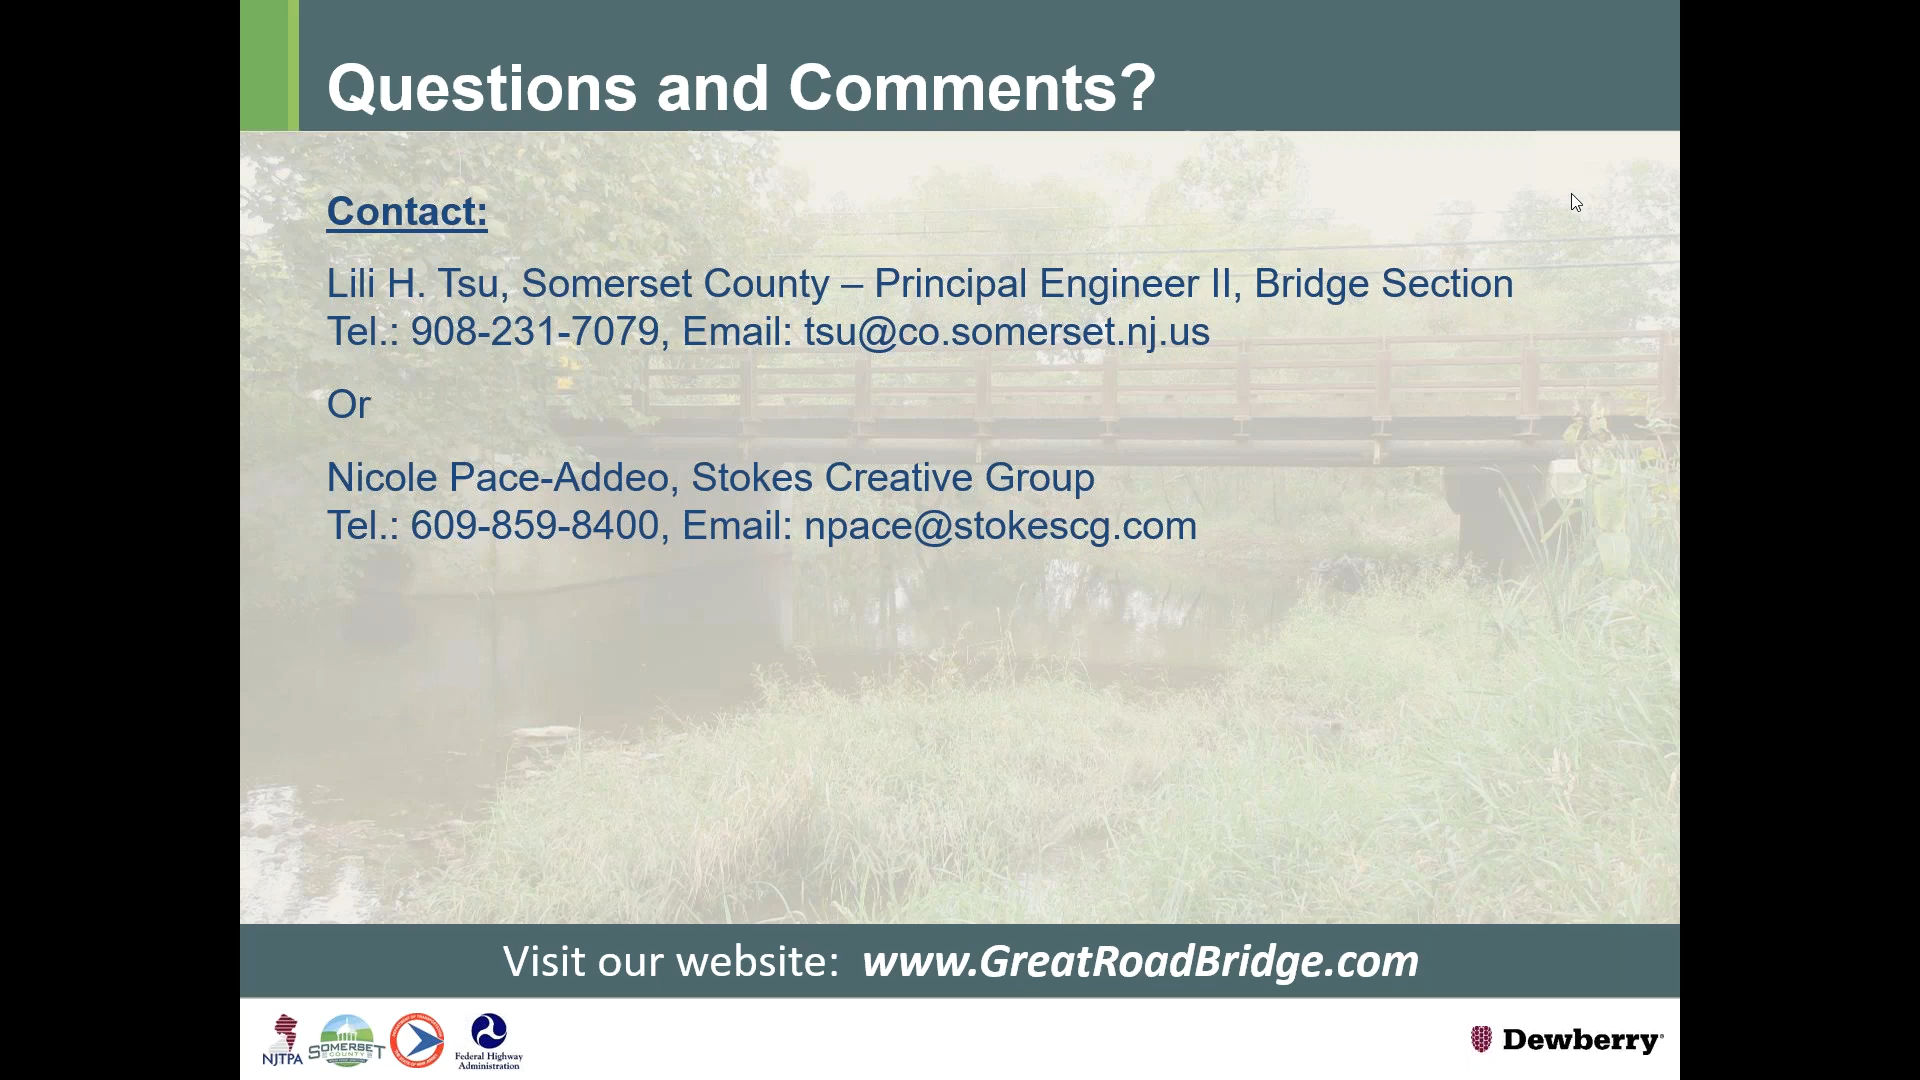 Questions and Comments?
Contact:
Lili H. Tsu, Somerset County – Principal Engineer II, Bridge Section
Tel.: 908-231-7079, Email: tsu@co.somerset.nj.us
Or
Nicole Pace-Addeo, Stokes Creative Group
Tel.: 609-859-8400, Email: npace@stokescg.com
Visit our website: www.GreatRoadBridge.com
NJTPA
SOMERSET
COUNTY
Federal Highway
Administration
Dewberry